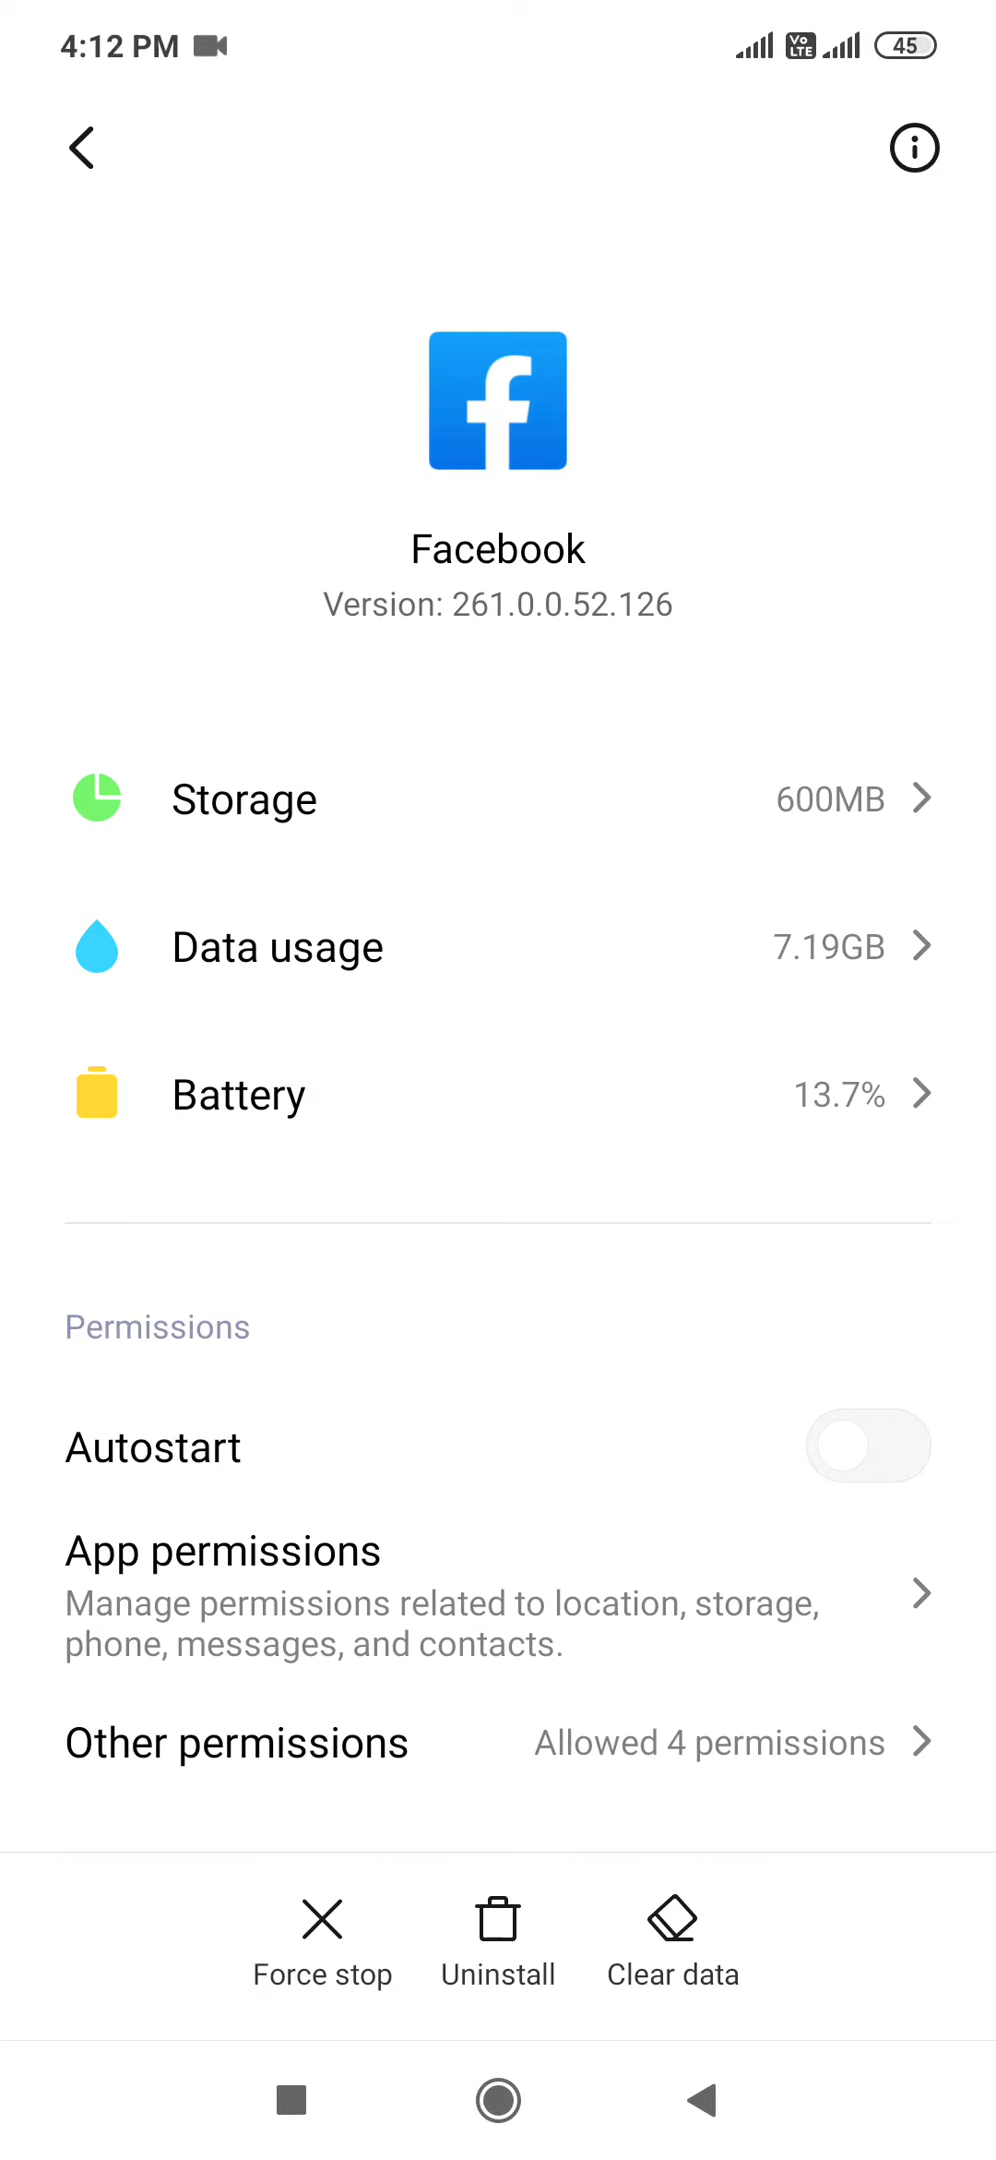 4:12 PM
Vo LTE
45
Facebook
Version: 261.0.0.52.126
Storage 600MB
Data usage 7.19GB
Battery 13.7%
Permissions
Autostart
App permissions
Manage permissions related to location, storage,
phone, messages, and contacts.
Other permissions Allowed 4 permissions
Force stop Uninstall Clear data